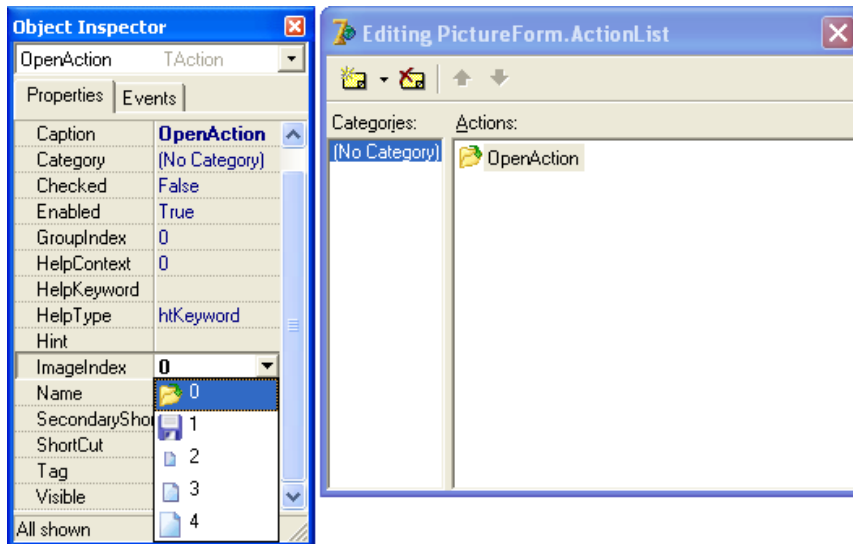 Object Inspector
OpenAction TAction
Properties Events
Caption OpenAction
Category (No Category)
Checked False
Enabled True
GroupIndex 0
HelpContext 0
HelpKeyword
HelpType htKeyword
Hint
ImageIndex 0
Name 0
SecondaryShor 1
ShortCut 2
Tag 3
Visible 4
All shown
Editing PictureForm.ActionList
Categories: Actions:
(No Category) OpenAction